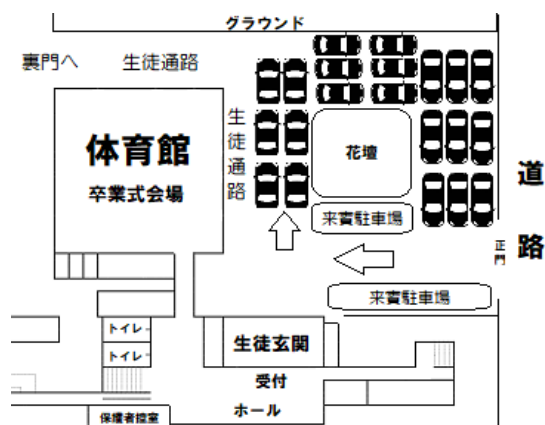 グラウンド
裏門へ
生徒通路
体育館
卒業式会場
生徒通路
花壇
来賓駐車場
道路
正門
来賓駐車場
トイレ
トイレ
生徒玄関
受付
ホール
保護者控室